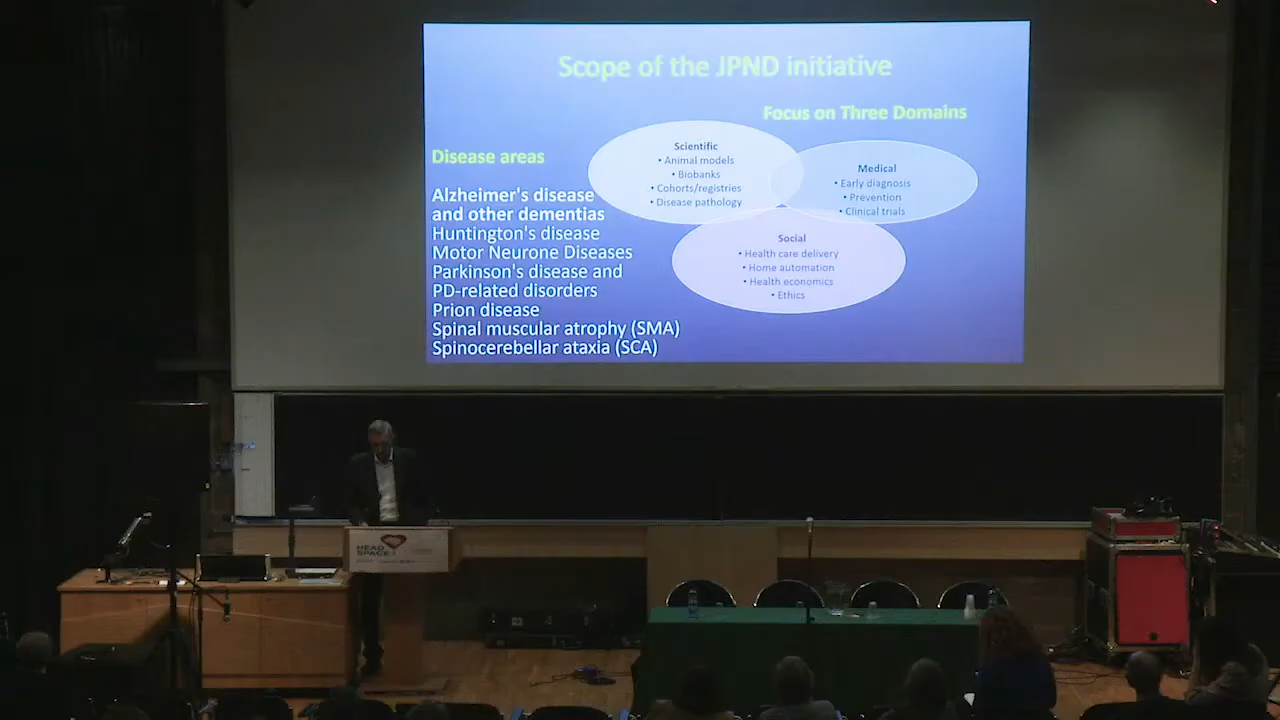 Scope of the JPND initiative
Focus on Three Domains
Disease areas
Alzheimer's disease
and other dementias
Huntington's disease
Motor Neurone Diseases
Parkinson's disease and
PD-related disorders
Prion disease
Spinal muscular atrophy (SMA)
Spinocerebellar ataxia (SCA)
Scientific
• Animal models
• Biobanks
• Cohorts/registries
• Disease pathology
Medical
• Early diagnosis
• Prevention
• Clinical trials
Social
• Health care delivery
• Home automation
• Health economics
• Ethics
HEAD
SPACE